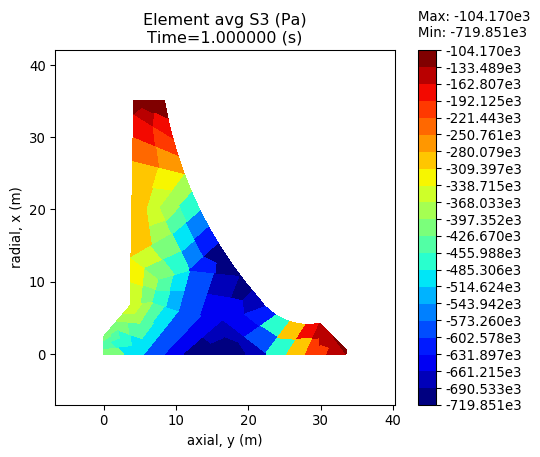 Element avg S3 (Pa)
Time=1.000000 (s)
Max: -104.170e3
Min: -719.851e3
-104.170e3
-133.489e3
-162.807e3
-192.125e3
-221.443e3
-250.761e3
-280.079e3
-309.397e3
-338.715e3
-368.033e3
-397.352e3
-426.670e3
-455.988e3
-485.306e3
-514.624e3
-543.942e3
-573.260e3
-602.578e3
-631.897e3
-661.215e3
-690.533e3
-719.851e3
radial, x (m)
40
30
20
10
0
0 10 20 30 40
axial, y (m)